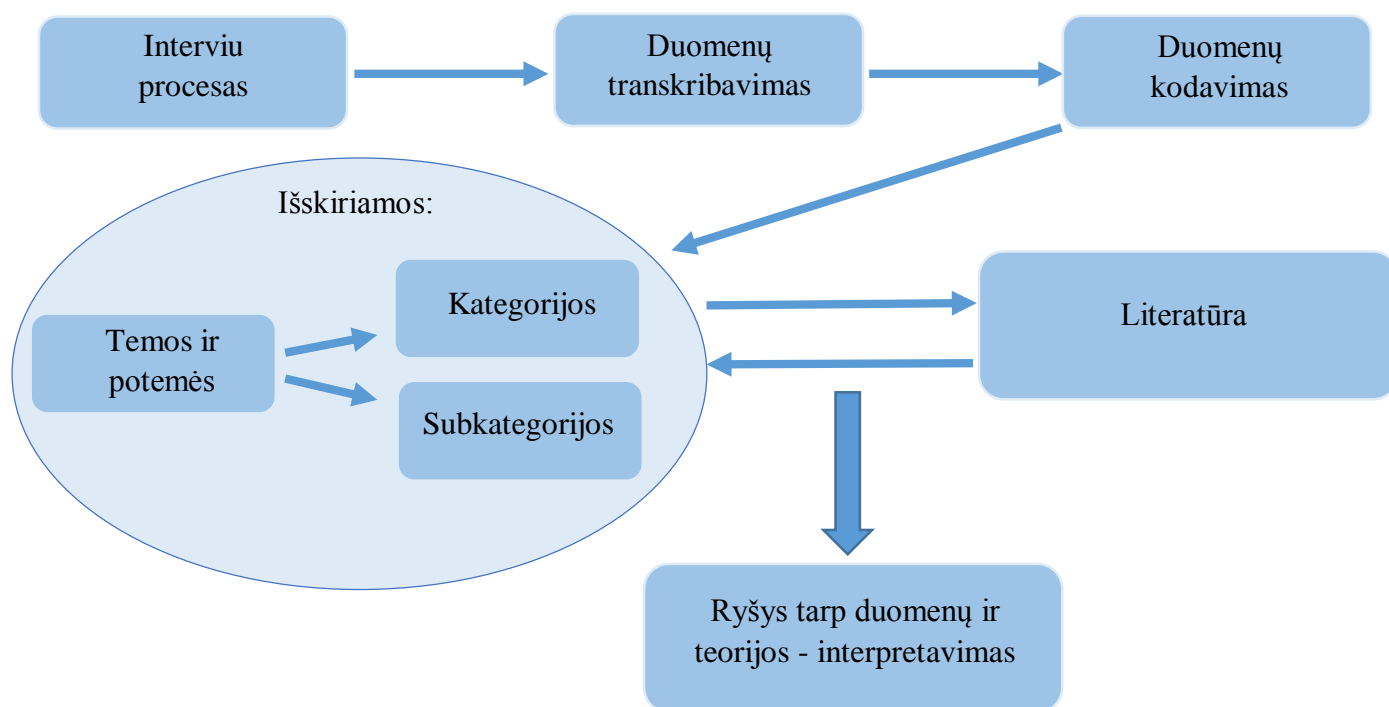 Interviu
procesas
Duomenų
transkribavimas
Duomenų
kodavimas
Išskiriamos:
Temos ir
potemės
Kategorijos
Subkategorijos
Literatūra
Ryšys tarp duomenų ir
teorijos - interpretavimas